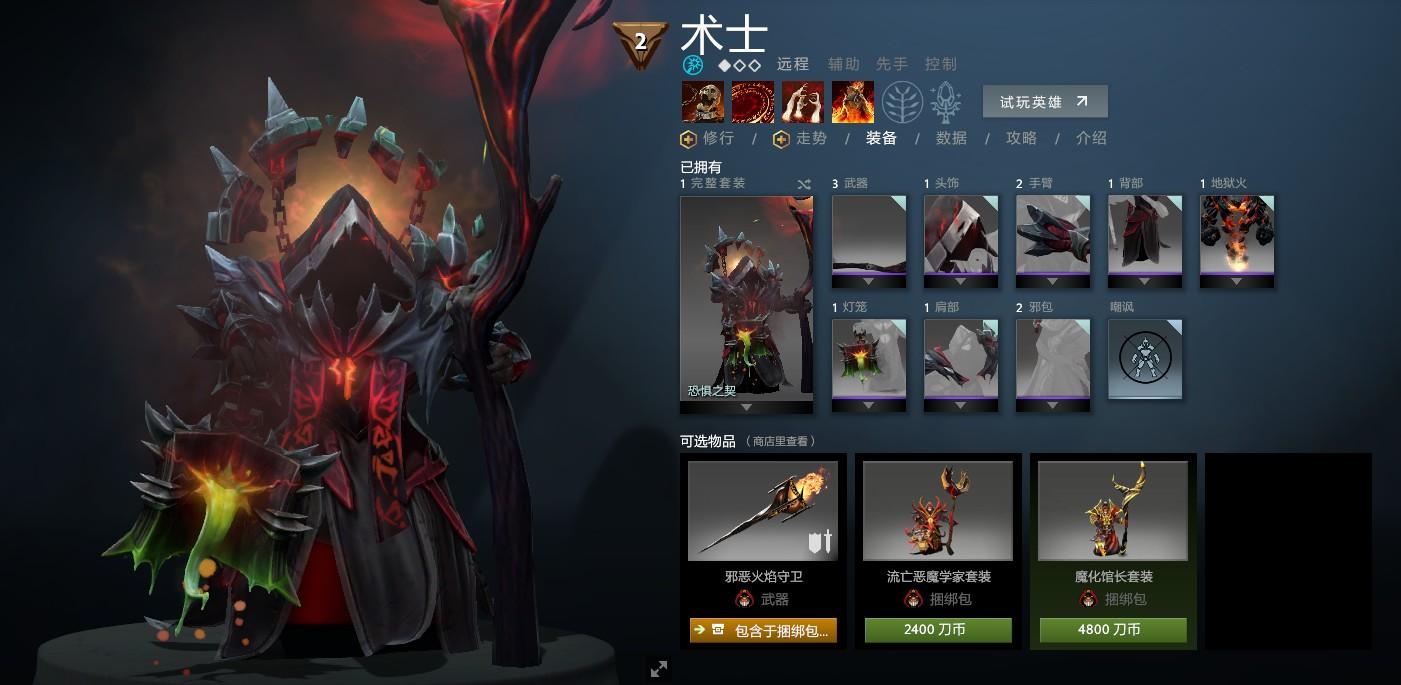 2
术士
远程 辅助 先手 控制
试玩英雄
修行 / 走势 / 装备 / 数据 / 攻略 / 介绍
已拥有
1 完整套装 3 武器 1 头饰 2 手臂 1 背部 1 地狱火
1 灯笼 1 肩部 2 邪包 嘲讽
恐惧之契
可选物品 (商店里查看)
邪恶火焰守卫 流亡恶魔学家套装 魔化馆长套装
武器 捆绑包 捆绑包
包含于捆绑包... 2400 刀币 4800 刀币